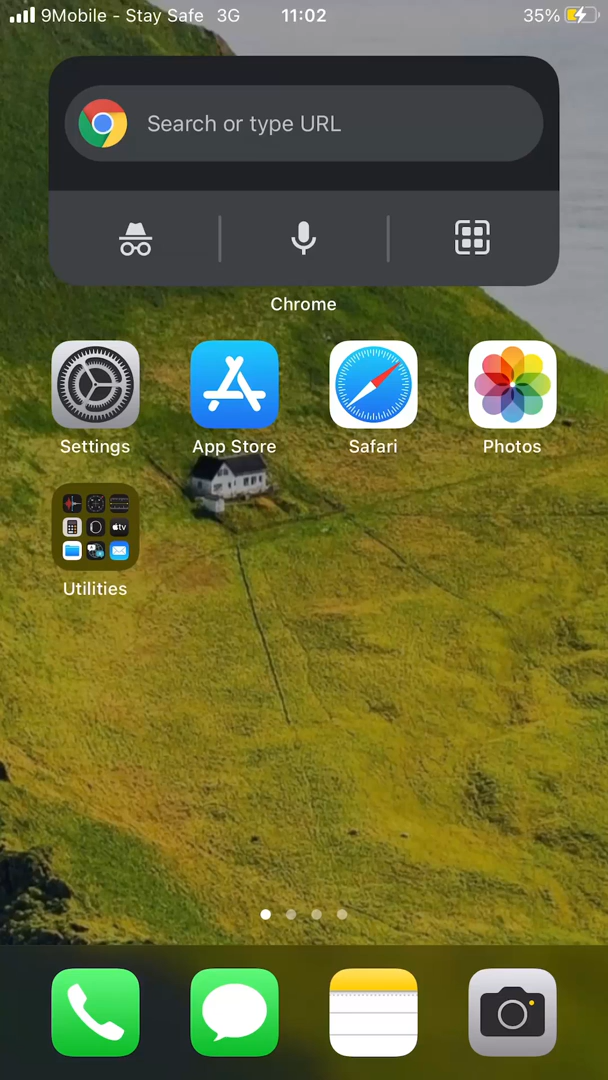 9Mobile - Stay Safe 3G 11:02 35%
Search or type URL
Chrome
Settings App Store Safari Photos
Utilities